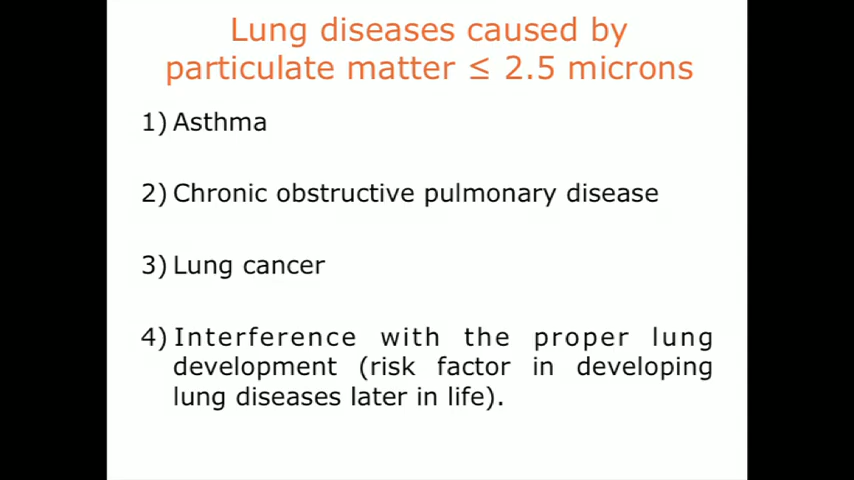 Lung diseases caused by
particulate matter ≤ 2.5 microns
1) Asthma
2) Chronic obstructive pulmonary disease
3) Lung cancer
4) Interference with the proper lung
development (risk factor in developing
lung diseases later in life).